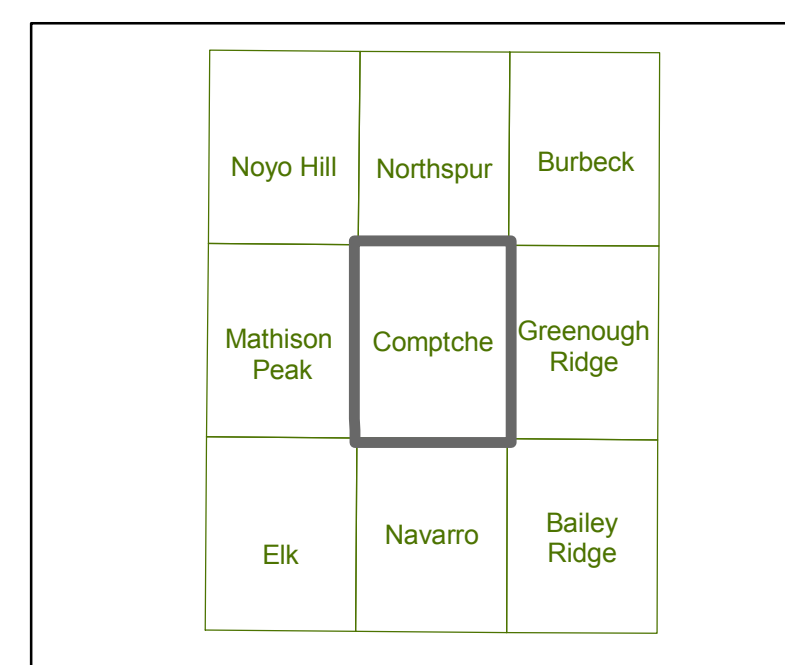 Noyo Hill
Northspur
Burbeck
Mathison
Peak
Comptche
Greenough
Ridge
Elk
Navarro
Bailey
Ridge